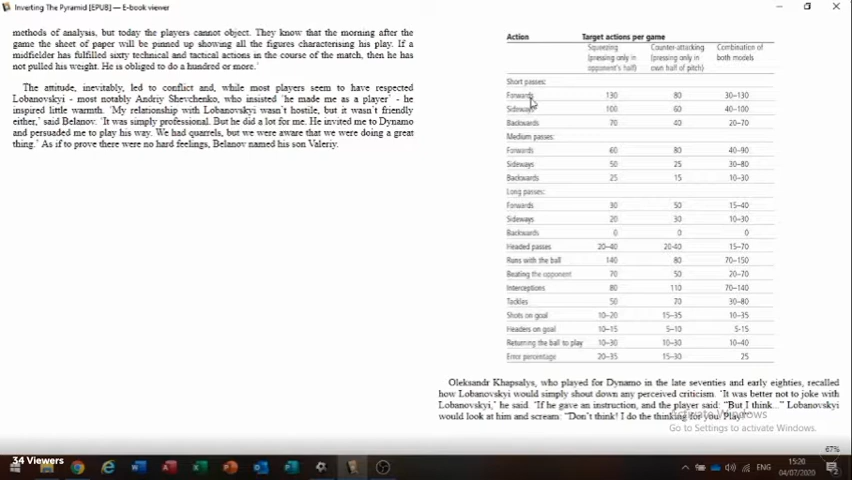 Inverting The Pyramid [EPUB] — E-book viewer
methods of analysis, but today the players cannot object. They know that the morning after the
game the sheet of paper will be pinned up showing all the figures characterising his play. If a
midfielder has fulfilled sixty technical and tactical actions in the course of the match, then he has
not pulled his weight. He is obliged to do a hundred or more.'
The attitude, inevitably, led to conflict and, while most players seem to have respected
Lobanovskyi - most notably Andriy Shevchenko, who insisted 'he made me as a player' - he
inspired little warmth. 'My relationship with Lobanovskyi wasn't hostile, but it wasn't friendly
either,' said Belanov. 'It was simply professional. But he did a lot for me. He invited me to Dynamo
and persuaded me to play his way. We had quarrels, but we were aware that we were doing a great
thing.' As if to prove there were no hard feelings, Belanov named his son Valeriy.
Action Target actions per game
Squeezing Counter-attacking Combination of
(pressing only in (pressing only in both models
opponent's half) own half of pitch)
Short passes:
Forwards 130 80 30–130
Sideways 100 60 40–100
Backwards 70 40 20–70
Medium passes:
Forwards 60 80 40–90
Sideways 50 25 30–80
Backwards 25 15 10–30
Long passes:
Forwards 30 50 15–40
Sideways 20 30 10–30
Backwards 0 0 0
Headed passes 20–40 20-40 15–70
Runs with the ball 140 80 70–150
Beating the opponent 70 50 20–70
Interceptions 80 110 70–140
Tackles 50 70 30–80
Shots on goal 10–20 15–35 10–35
Headers on goal 10–15 5–10 5-15
Returning the ball to play 10–30 10–30 10–40
Error percentage 20–35 15–30 25
Oleksandr Khapsalys, who played for Dynamo in the late seventies and early eighties, recalled
how Lobanovskyi would simply shout down any perceived criticism. 'It was better not to joke with
Lobanovskyi,' he said. 'If he gave an instruction, and the player said: "But I think..." Lobanovskyi
would look at him and scream: "Don't think! I do the thinking for you. Play!"'
Activate Windows
Go to Settings to activate Windows.
67%
34 Viewers
ENG
15:20
04/07/2020